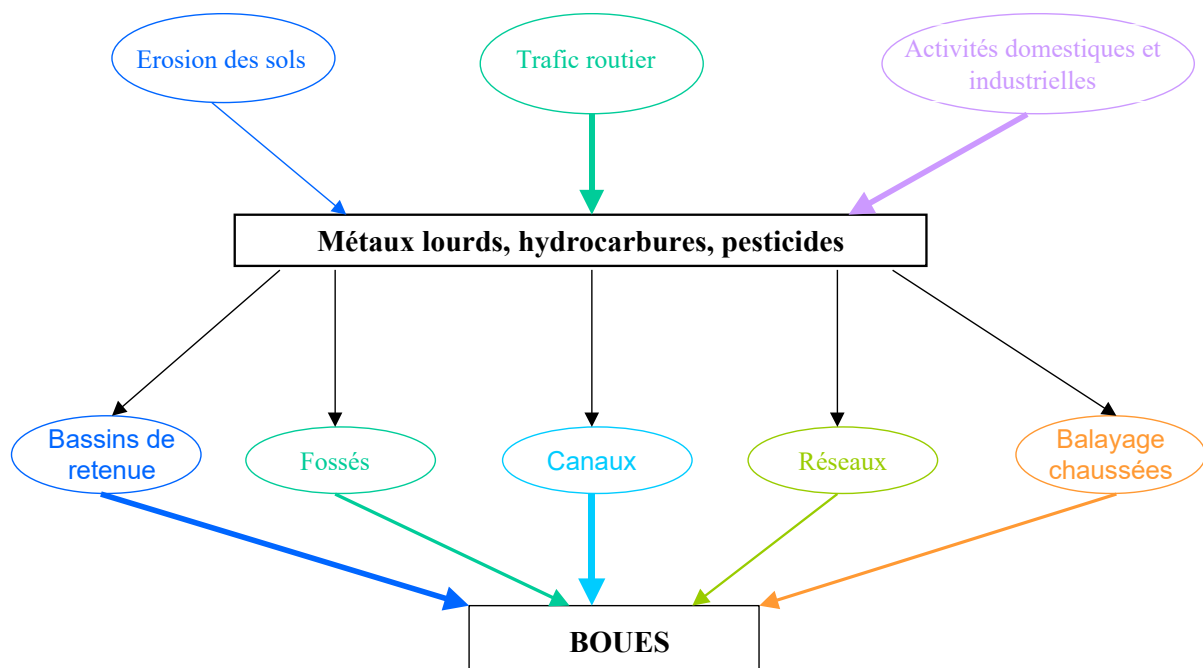 Erosion des sols
Trafic routier
Activités domestiques et
industrielles
Métaux lourds, hydrocarbures, pesticides
Bassins de
retenue
Fossés
Canaux
Réseaux
Balayage
chaussées
BOUES